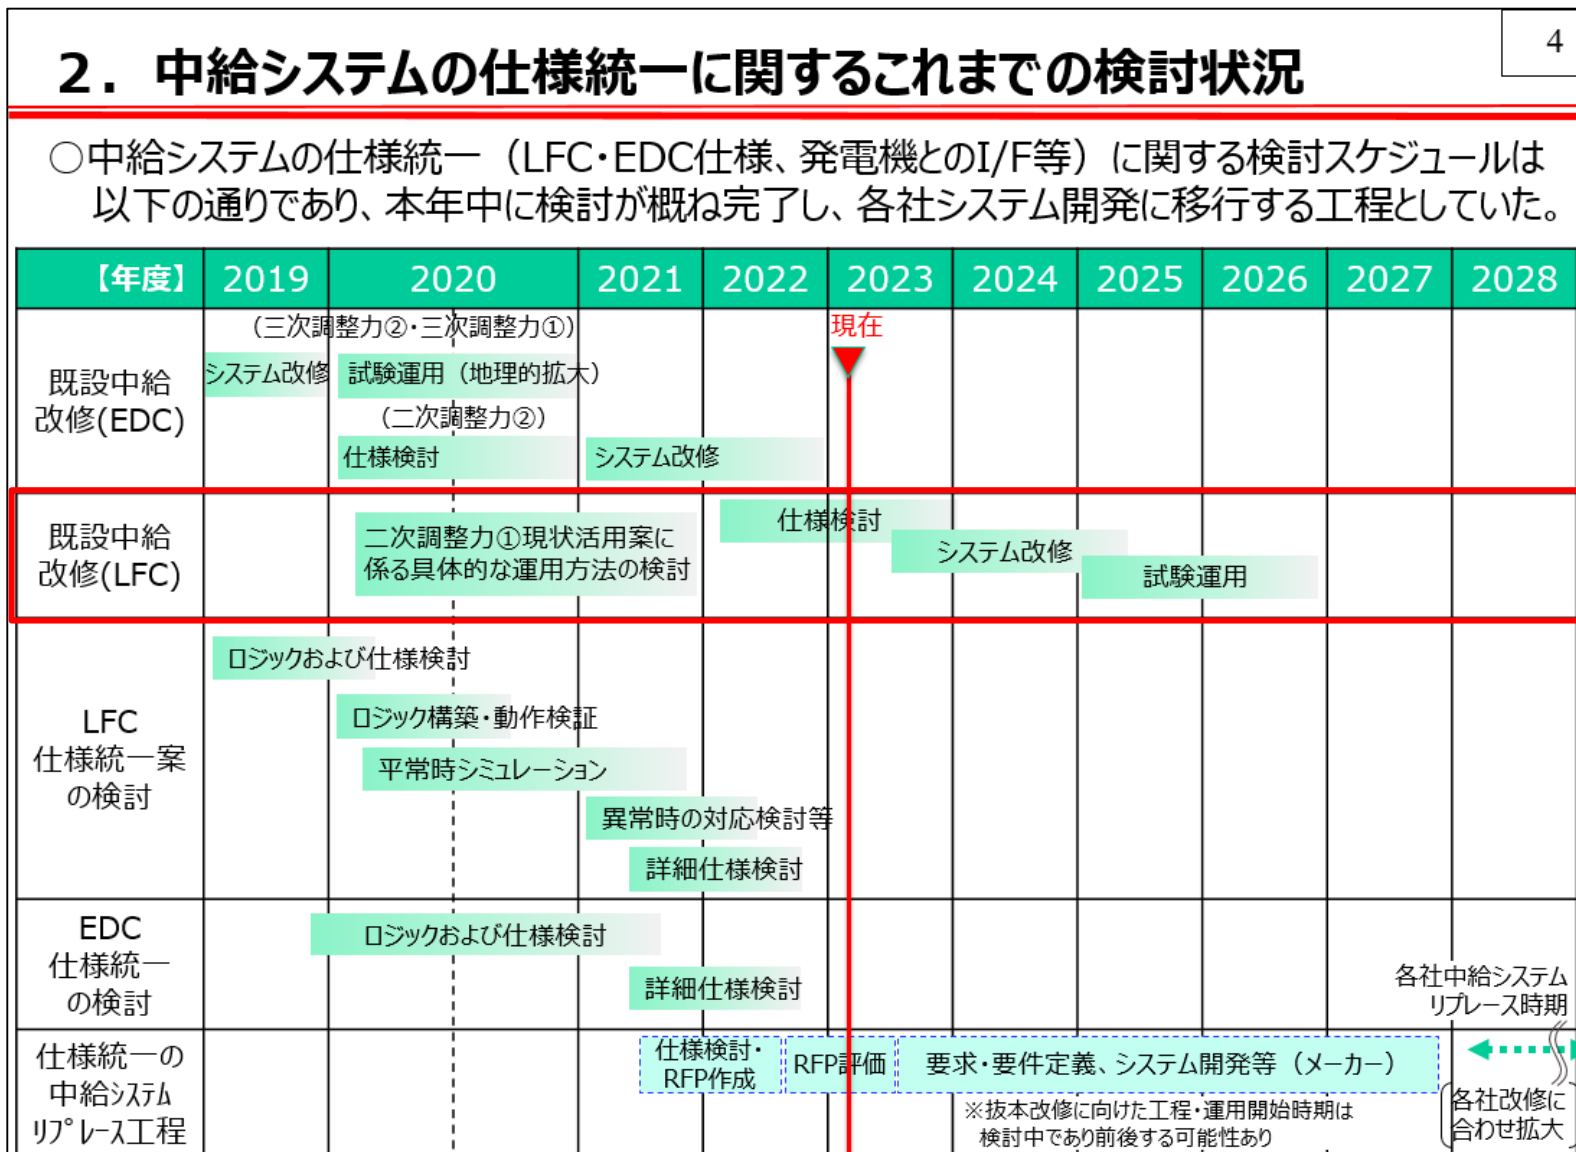 4
２．中給システムの仕様統一に関するこれまでの検討状況
○中給システムの仕様統一（LFC・EDC仕様、発電機とのI/F等）に関する検討スケジュールは
以下の通りであり、本年中に検討が概ね完了し、各社システム開発に移行する工程としていた。
【年度】 2019 2020 2021 2022 2023 2024 2025 2026 2027 2028
（三次調整力②・三次調整力①）
現在
既設中給
改修(EDC)
システム改修
試験運用（地理的拡大）
（二次調整力②）
仕様検討
システム改修
既設中給
改修(LFC)
二次調整力①現状活用案に
係る具体的な運用方法の検討
仕様検討
システム改修
試験運用
LFC
仕様統一案
の検討
ロジックおよび仕様検討
ロジック構築・動作検証
平常時シミュレーション
異常時の対応検討等
詳細仕様検討
EDC
仕様統一
の検討
ロジックおよび仕様検討
詳細仕様検討
各社中給システム
リプレース時期
仕様統一の
中給システム
リプレース工程
仕様検討・
RFP作成
RFP評価
要求・要件定義、システム開発等（メーカー）
※抜本改修に向けた工程・運用開始時期は
検討中であり前後する可能性あり
各社改修に
合わせ拡大